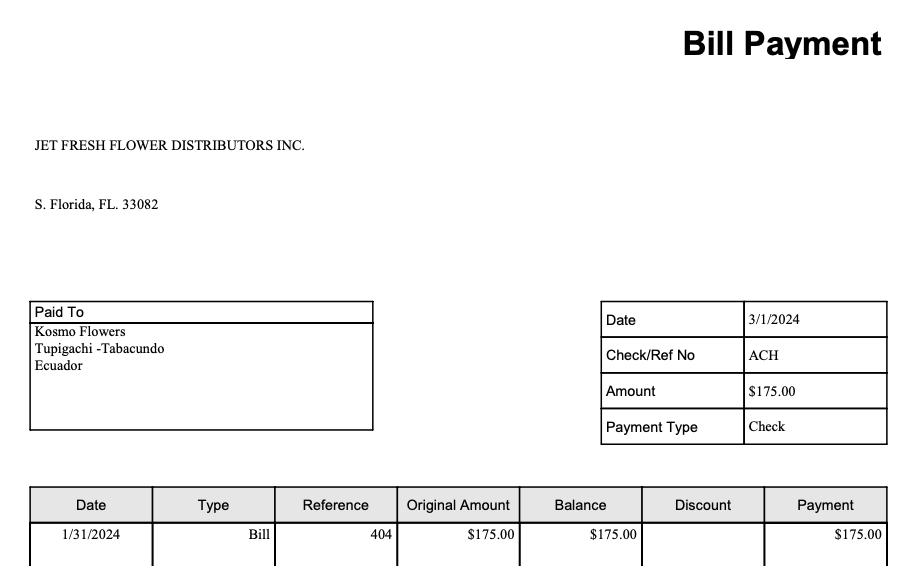 Bill Payment
JET FRESH FLOWER DISTRIBUTORS INC.
S. Florida, FL. 33082
Paid To
Kosmo Flowers
Tupigachi -Tabacundo
Ecuador
Date 3/1/2024
Check/Ref No ACH
Amount $175.00
Payment Type Check
Date Type Reference Original Amount Balance Discount Payment
1/31/2024 Bill 404 $175.00 $175.00 $175.00